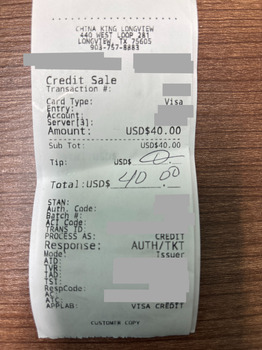 CHINA KING LONGVIEW
440 WEST LOOP 281
LONGVIEW TX 75605
903-757-8883
Credit Sale
Transaction #:
Card Type: Visa
Entry:
Account:
Server[3]:
Amount: USD$40.00
Sub Tot: USD$40.00
Tip: USD$
Total:USD$ 40.00
STAN:
Auth. Code:
Batch #:
ACI Code:
TRANS ID:
PROCESS AS: CREDIT
Response: AUTH/TKT
Mode: Issuer
AID:
TVR:
IAD:
TSI:
RespCode:
AC:
ATC:
APPLAB: VISA CREDIT
CUSTOMER COPY